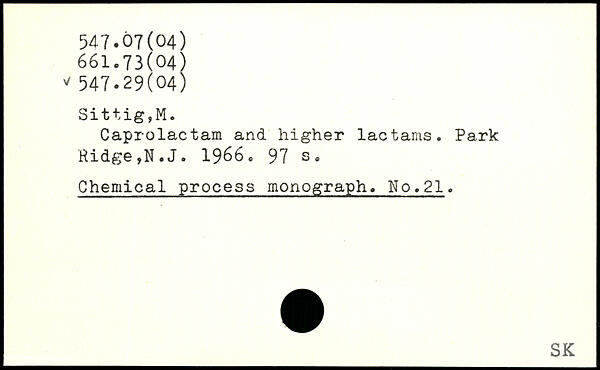 547.07(04)
661.73(04)
v 547.29(04)
Sittig,M.
Caprolactam and higher lactams. Park
Ridge,N.J. 1966. 97 s.
Chemical process monograph. No.21.
SK